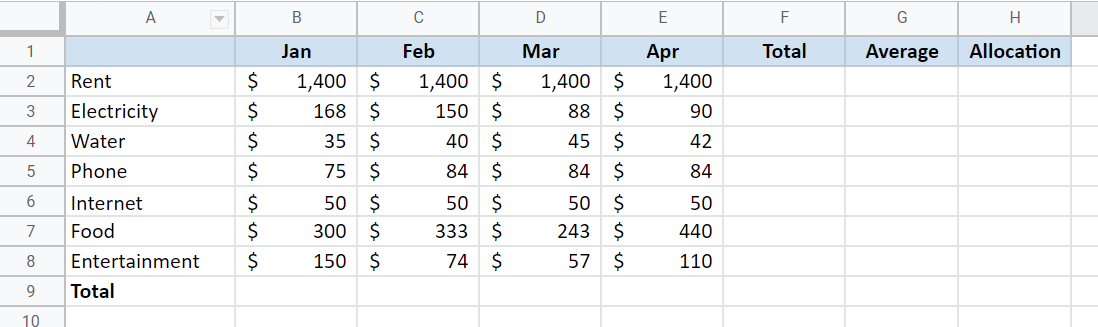 A B C D E F G H
1 Jan Feb Mar Apr Total Average Allocation
2 Rent $ 1,400 $ 1,400 $ 1,400 $ 1,400
3 Electricity $ 168 $ 150 $ 88 $ 90
4 Water $ 35 $ 40 $ 45 $ 42
5 Phone $ 75 $ 84 $ 84 $ 84
6 Internet $ 50 $ 50 $ 50 $ 50
7 Food $ 300 $ 333 $ 243 $ 440
8 Entertainment $ 150 $ 74 $ 57 $ 110
9 Total
10